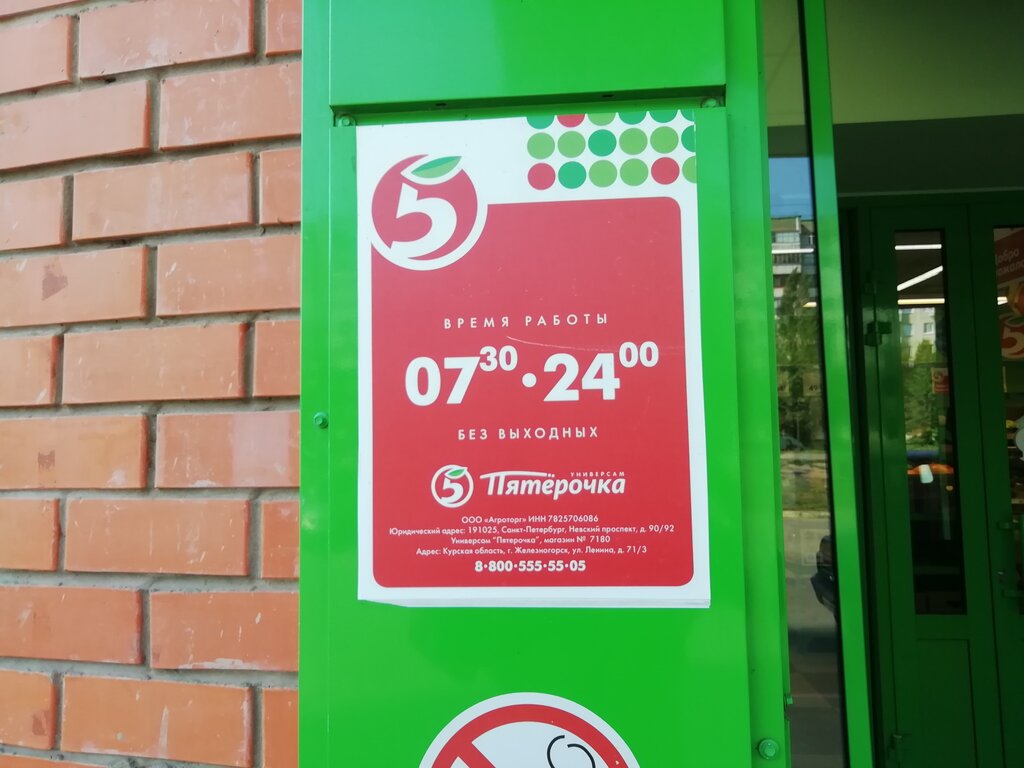 5
ВРЕМЯ РАБОТЫ
07³⁰·24⁰⁰
БЕЗ ВЫХОДНЫХ
5 УНИВЕРСАМ
Пятёрочка
ООО «Агроторг» ИНН 7825706086
Юридический адрес: 191025, Санкт-Петербург, Невский проспект, д. 90/92
Универсам "Пятерочка", магазин № 7180
Адрес: Курская область, г. Железногорск, ул. Ленина, д. 71/3
8·800·555·55·05